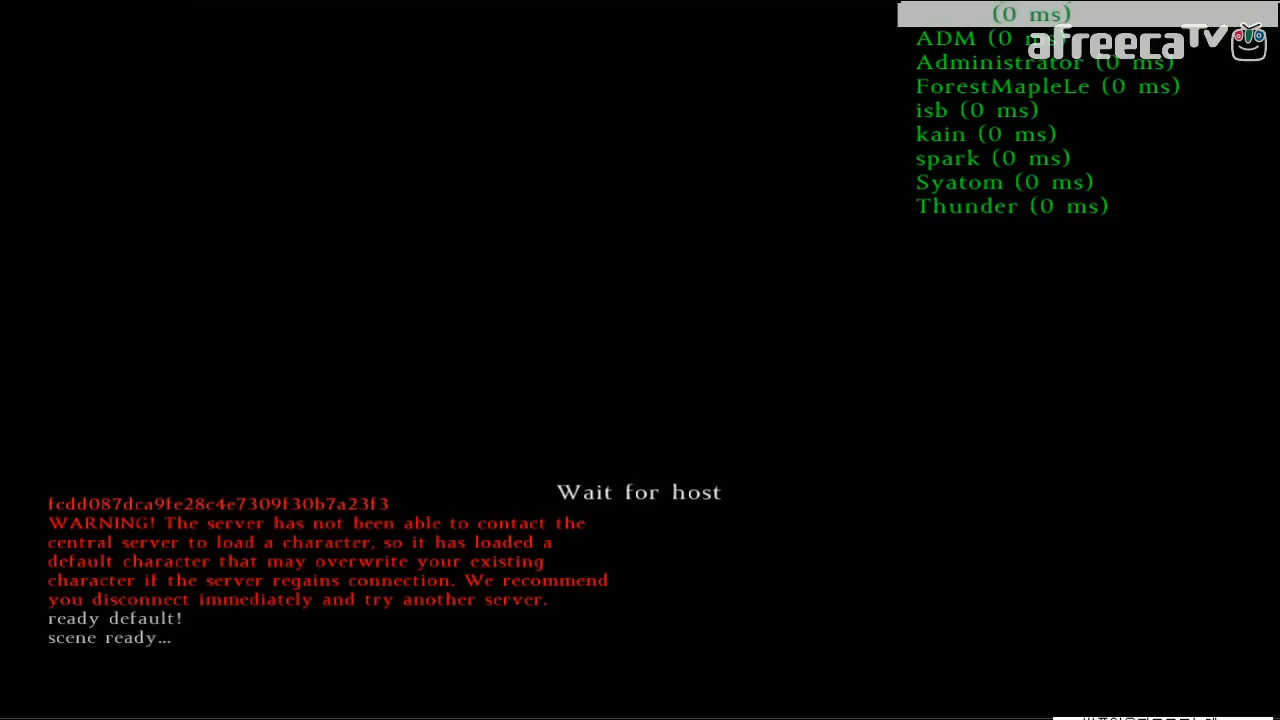 (0 ms)
ADM (0 ms)
afreecaTV
Administrator (0 ms)
ForestMapleLe (0 ms)
isb (0 ms)
kain (0 ms)
spark (0 ms)
Syatom (0 ms)
Thunder (0 ms)
Wait for host
fcdd087dca9fe28c4e7309f30b7a23f3
WARNING! The server has not been able to contact the
central server to load a character, so it has loaded a
default character that may overwrite your existing
character if the server regains connection. We recommend
you disconnect immediately and try another server.
ready default!
scene ready...